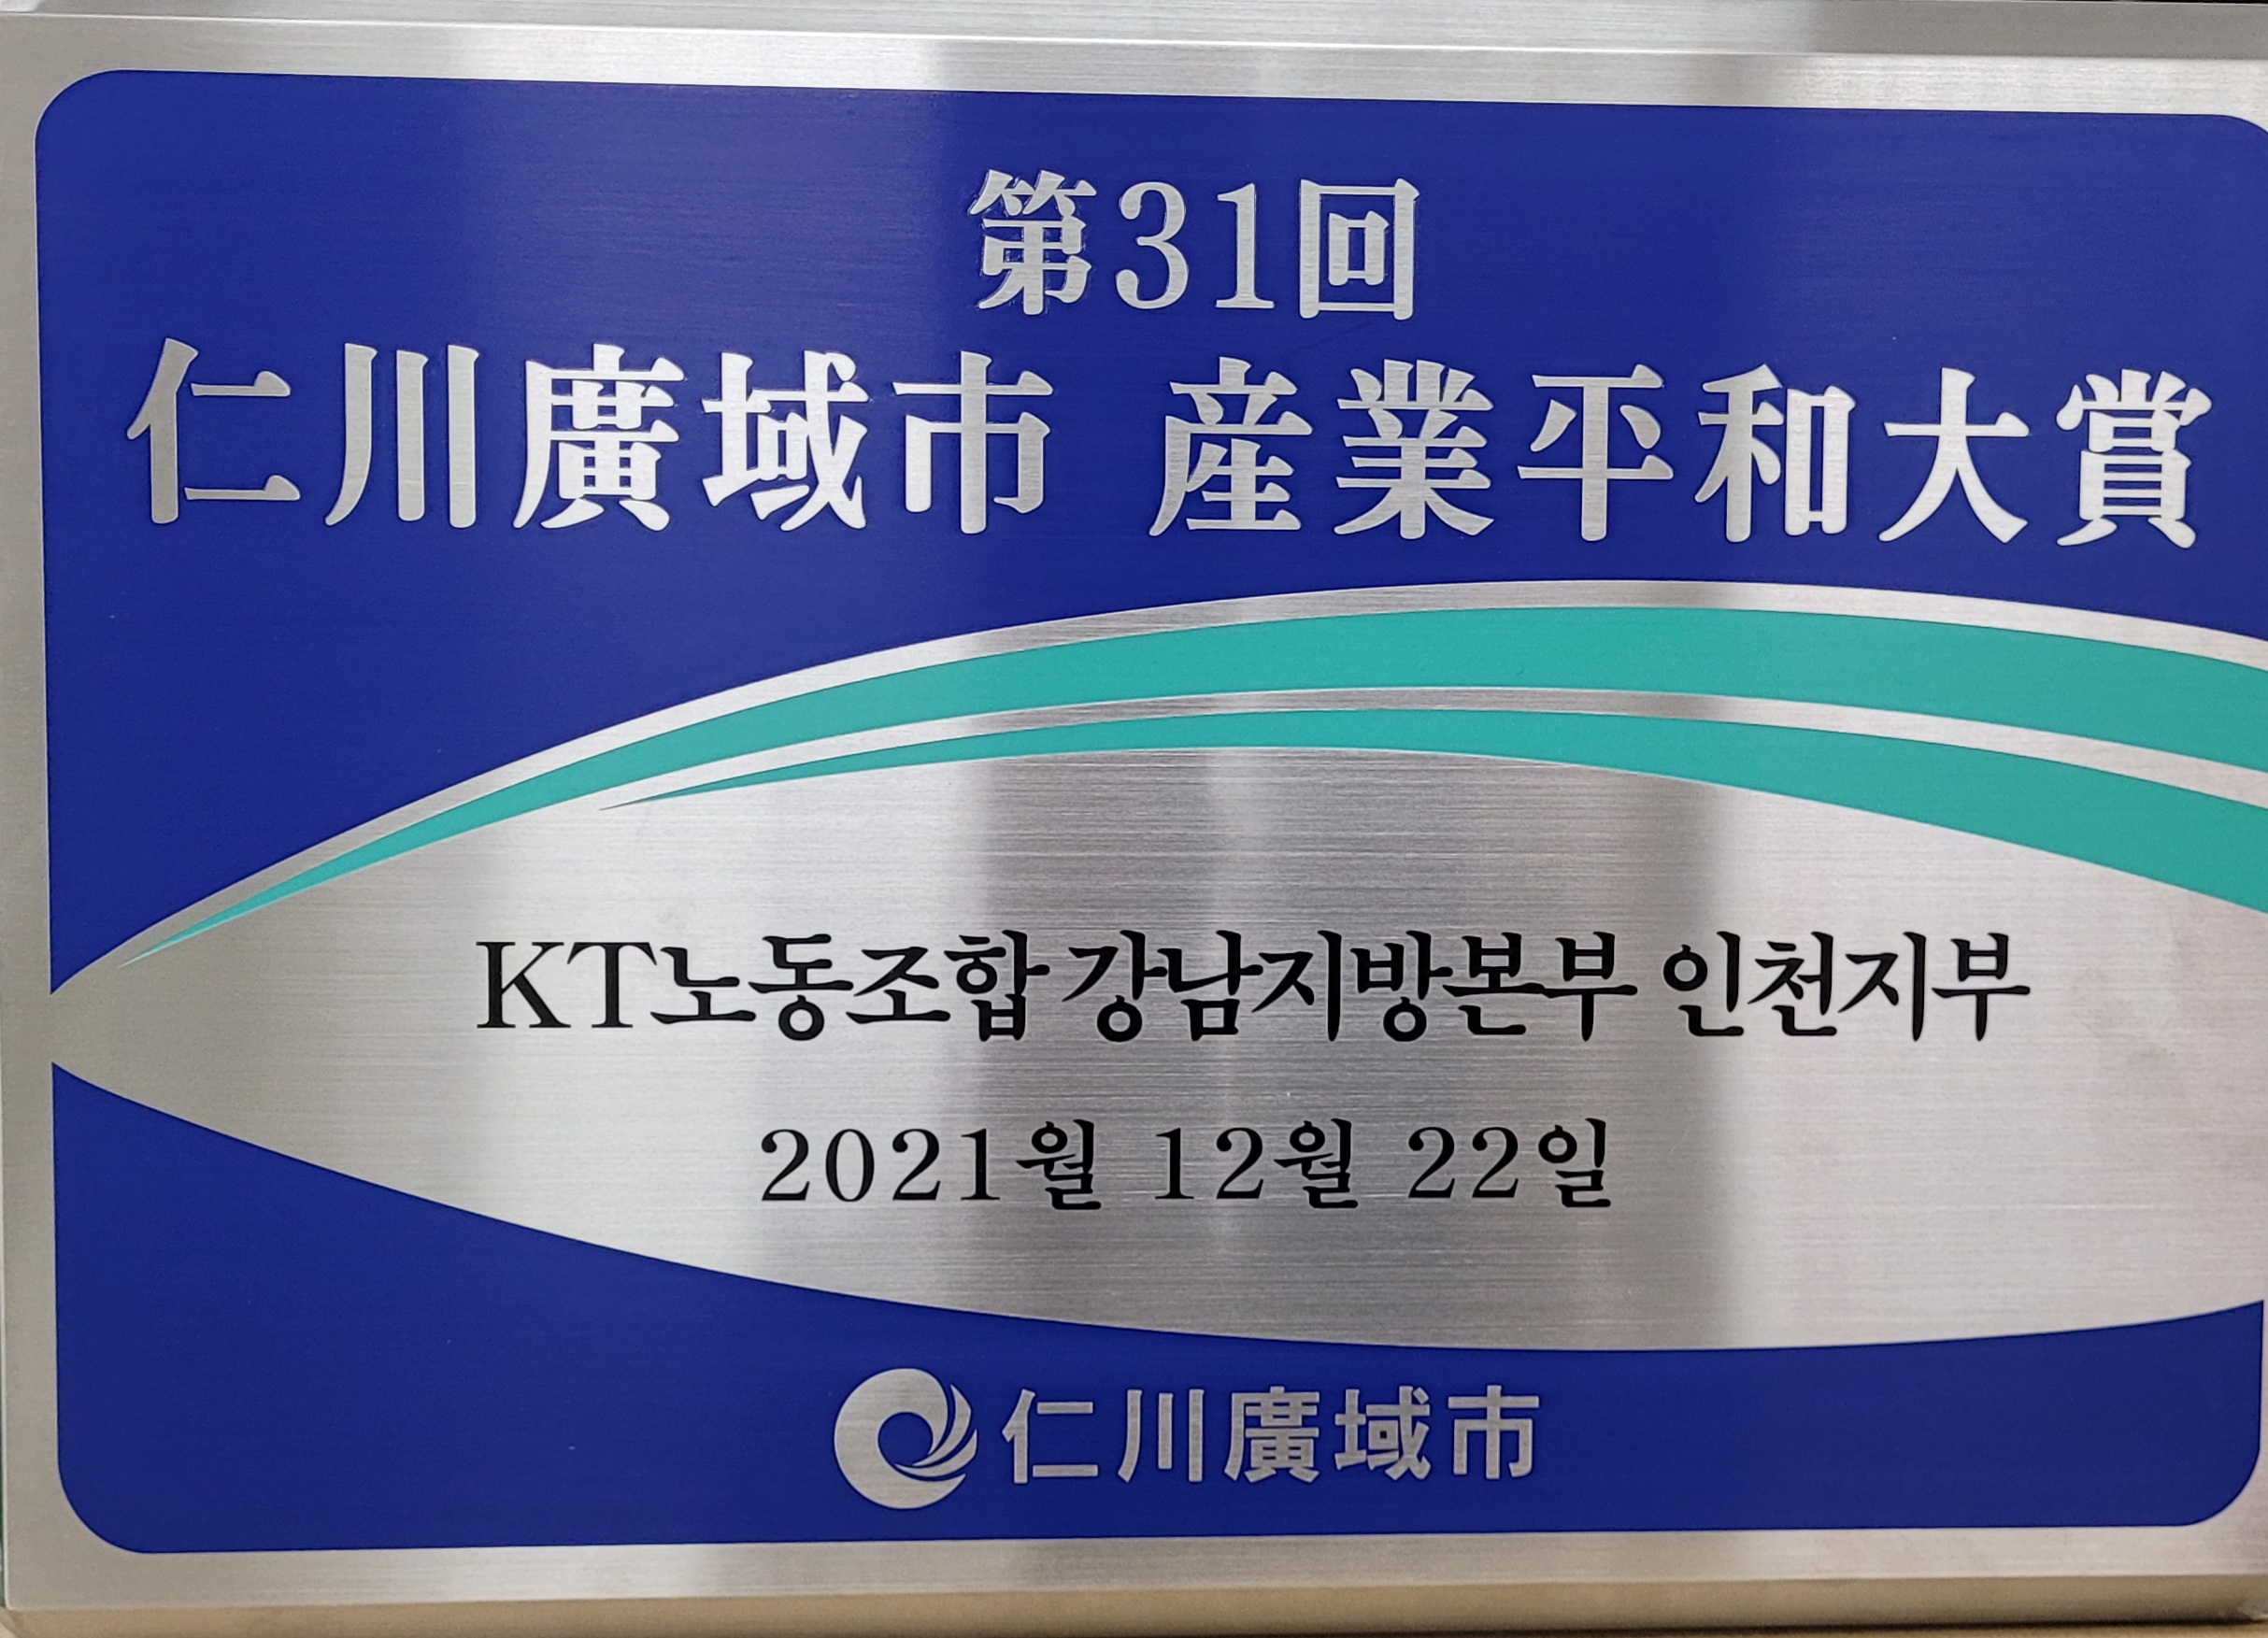 第31回
仁川廣域市 産業平和大賞
KT노동조합 강남지방본부 인천지부
2021월 12월 22일
仁川廣域市